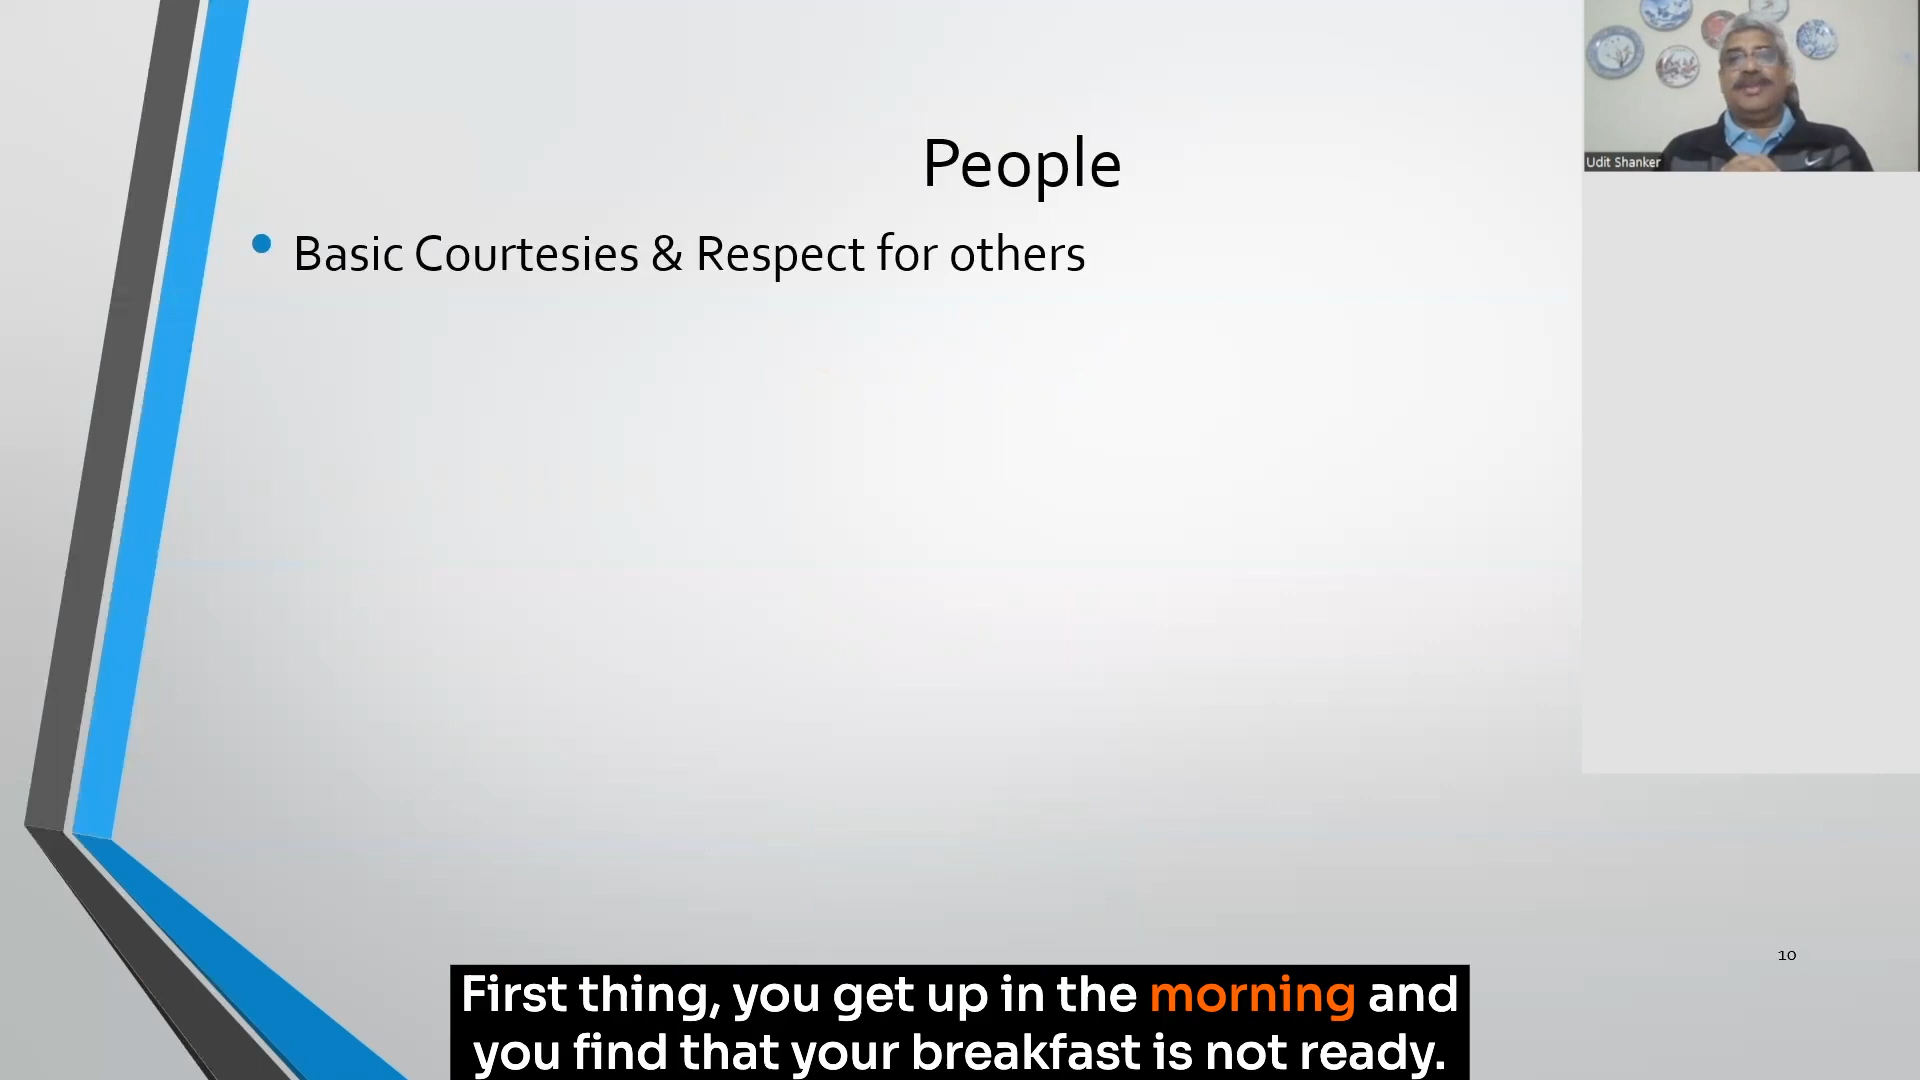 Udit Shanker
People
Basic Courtesies & Respect for others
10
First thing, you get up in the morning and
you find that your breakfast is not ready.